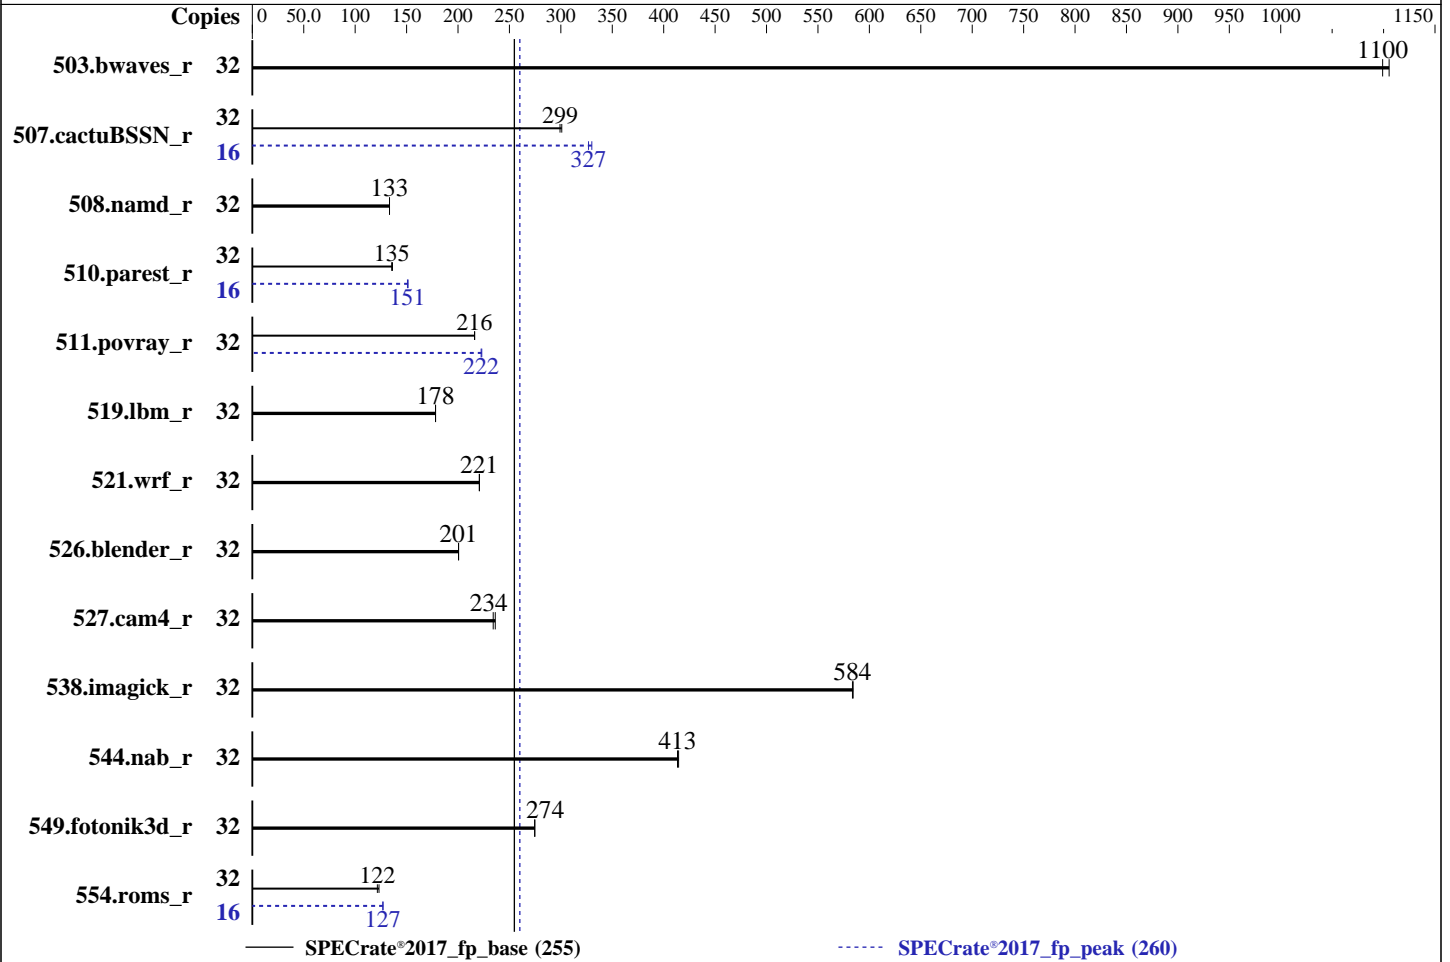 Copies 0 50.0 100 150 200 250 300 350 400 450 500 550 600 650 700 750 800 850 900 950 1000 1150
503.bwaves_r 32 1100
507.cactuBSSN_r 32 299
16 327
508.namd_r 32 133
510.parest_r 32 135
16 151
511.povray_r 32 216
222
519.lbm_r 32 178
521.wrf_r 32 221
526.blender_r 32 201
527.cam4_r 32 234
538.imagick_r 32 584
544.nab_r 32 413
549.fotonik3d_r 32 274
554.roms_r 32 122
16 127
SPECrate®2017_fp_base (255) SPECrate®2017_fp_peak (260)